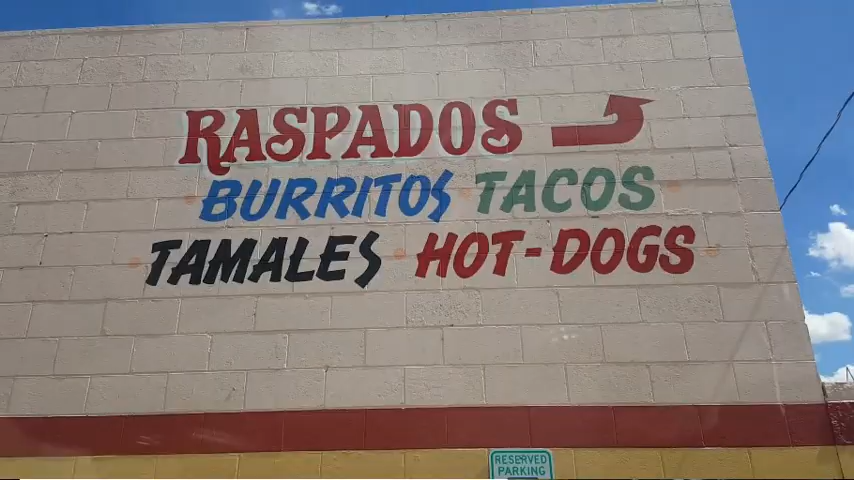 RASPADOS
BURRITOS TACOS
TAMALES HOT-DOGS
RESERVED
PARKING